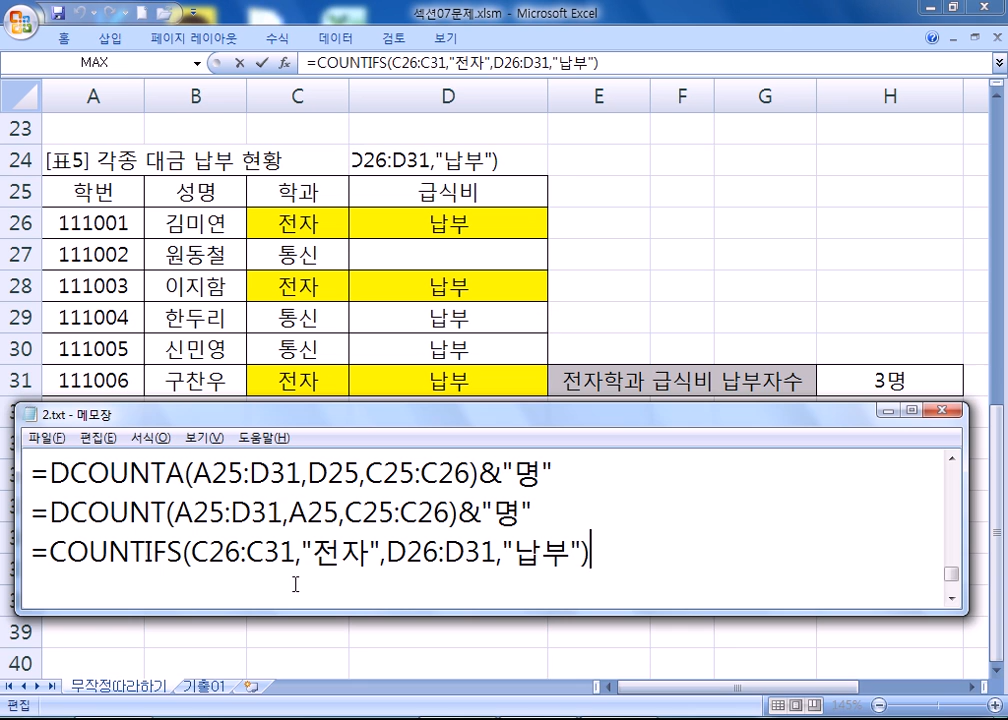 섹션07문제.xlsm - Microsoft Excel
홈 삽입 페이지 레이아웃 수식 데이터 검토 보기
MAX fx =COUNTIFS(C26:C31,"전자",D26:D31,"납부")
A B C D E F G H
23
24 [표5] 각종 대금 납부 현황 D26:D31,"납부")
25 학번 성명 학과 급식비
26 111001 김미연 전자 납부
27 111002 원동철 통신
28 111003 이지함 전자 납부
29 111004 한두리 통신 납부
30 111005 신민영 통신 납부
31 111006 구찬우 전자 납부 전자학과 급식비 납부자수 3명
2.txt - 메모장
파일(F) 편집(E) 서식(O) 보기(V) 도움말(H)
=DCOUNTA(A25:D31,D25,C25:C26)&"명"
=DCOUNT(A25:D31,A25,C25:C26)&"명"
=COUNTIFS(C26:C31,"전자",D26:D31,"납부")
39
40
무작정따라하기 기출01
편집 145%